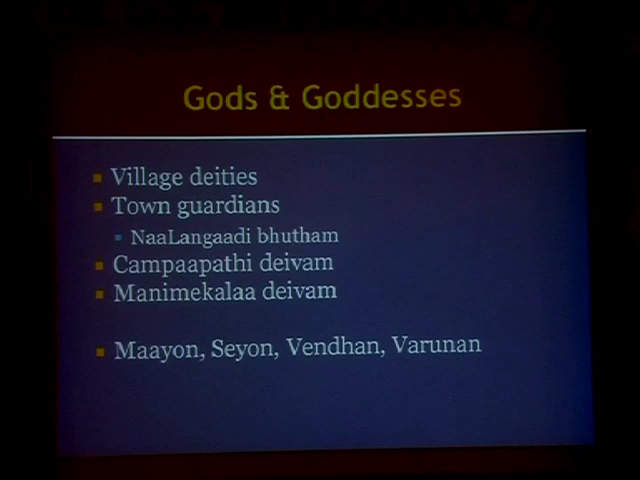 Gods & Goddesses
Village deities
Town guardians
NaaLangaadi bhutham
Campaapathi deivam
Manimekalaa deivam
Maayon, Seyon, Vendhan, Varunan